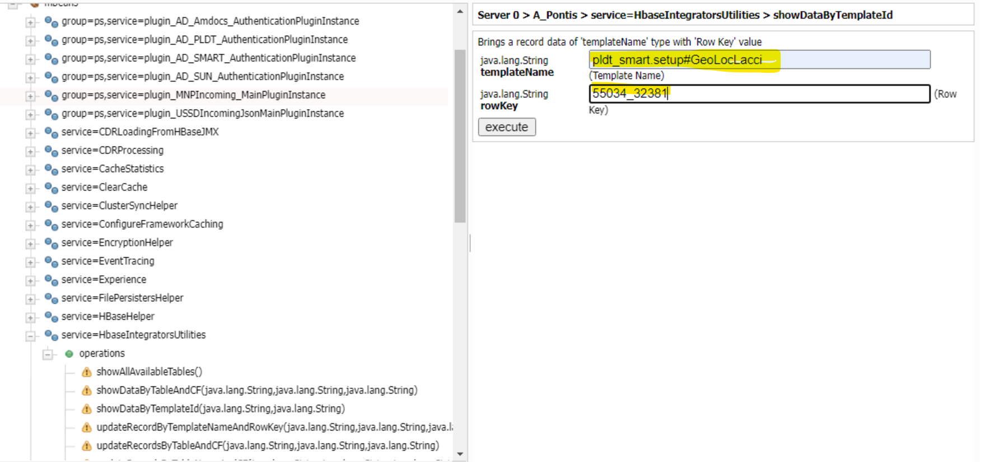 mbeans
group=ps,service=plugin_AD_Amdocs_AuthenticationPluginInstance
group=ps,service=plugin_AD_PLDT_AuthenticationPluginInstance
group=ps,service=plugin_AD_SMART_AuthenticationPluginInstance
group=ps,service=plugin_AD_SUN_AuthenticationPluginInstance
group=ps,service=plugin_MNPIncoming_MainPluginInstance
group=ps,service=plugin_USSDIncomingJsonMainPluginInstance
service=CDRLoadingFromHBaseJMX
service=CDRProcessing
service=CacheStatistics
service=ClearCache
service=ClusterSyncHelper
service=ConfigureFrameworkCaching
service=EncryptionHelper
service=EventTracing
service=Experience
service=FilePersistersHelper
service=HBaseHelper
service=HbaseIntegratorsUtilities
operations
showAllAvailableTables()
showDataByTableAndCF(java.lang.String,java.lang.String,java.lang.String)
showDataByTemplateId(java.lang.String,java.lang.String)
updateRecordByTemplateNameAndRowKey(java.lang.String,java.lang.String,java.l
updateRecordsByTableAndCF(java.lang.String,java.lang.String,java.lang.String)
Server 0 > A_Pontis > service=HbaseIntegratorsUtilities > showDataByTemplateId
Brings a record data of 'templateName' type with 'Row Key' value
java.lang.String
templateName
pldt_smart.setup#GeoLocLacci
(Template Name)
java.lang.String
rowKey
55034_32381
(Row
Key)
execute